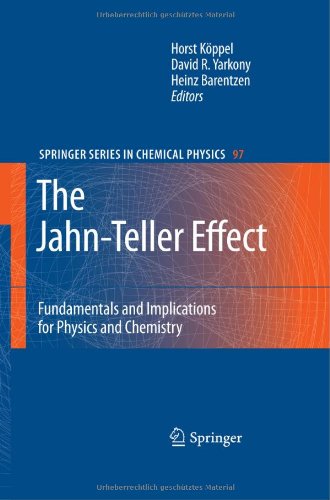 Urheberrechtlich geschütztes Material
Horst Köppel
David R. Yarkony
Heinz Barentzen
Editors
SPRINGER SERIES IN CHEMICAL PHYSICS 97
The
Jahn-Teller Effect
Fundamentals and Implications
for Physics and Chemistry
Springer
Urheberrechtlich geschütztes Material